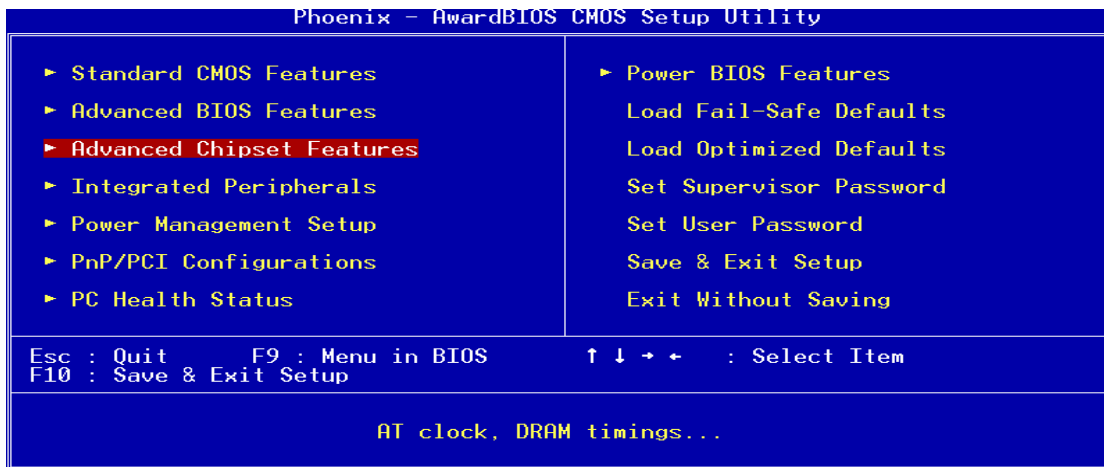 Phoenix - AwardBIOS CMOS Setup Utility
► Standard CMOS Features
► Advanced BIOS Features
► Advanced Chipset Features
► Integrated Peripherals
► Power Management Setup
► PnP/PCI Configurations
► PC Health Status
► Power BIOS Features
Load Fail-Safe Defaults
Load Optimized Defaults
Set Supervisor Password
Set User Password
Save & Exit Setup
Exit Without Saving
Esc : Quit F9 : Menu in BIOS ↑ ↓ → ← : Select Item
F10 : Save & Exit Setup
AT clock, DRAM timings...